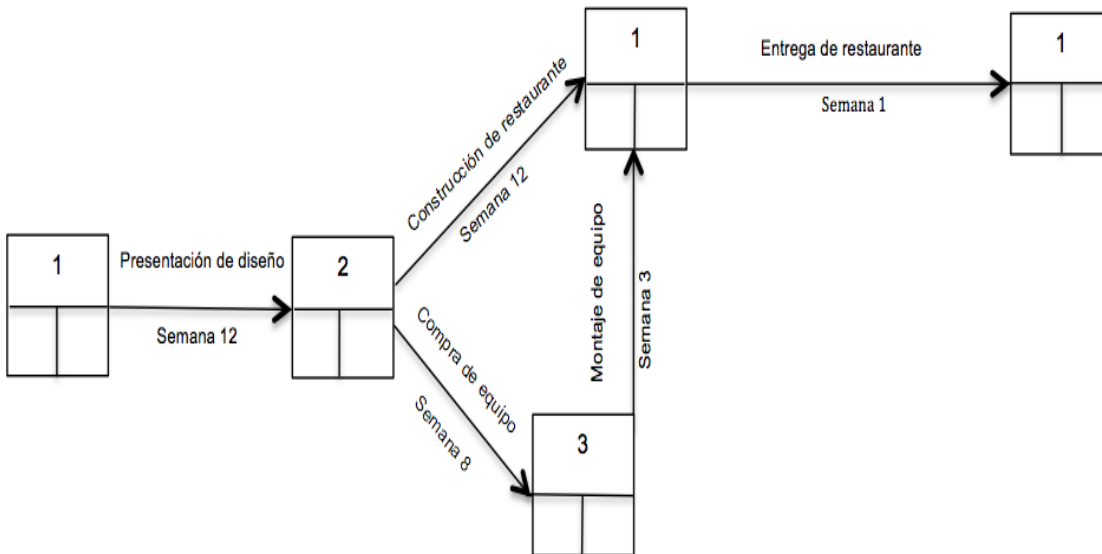 1
Presentación de diseño
Semana 12
2
Construcción de restaurante
Semana 12
Compra de equipo
Semana 8
3
Montaje de equipo
Semana 3
1
Entrega de restaurante
Semana 1
1